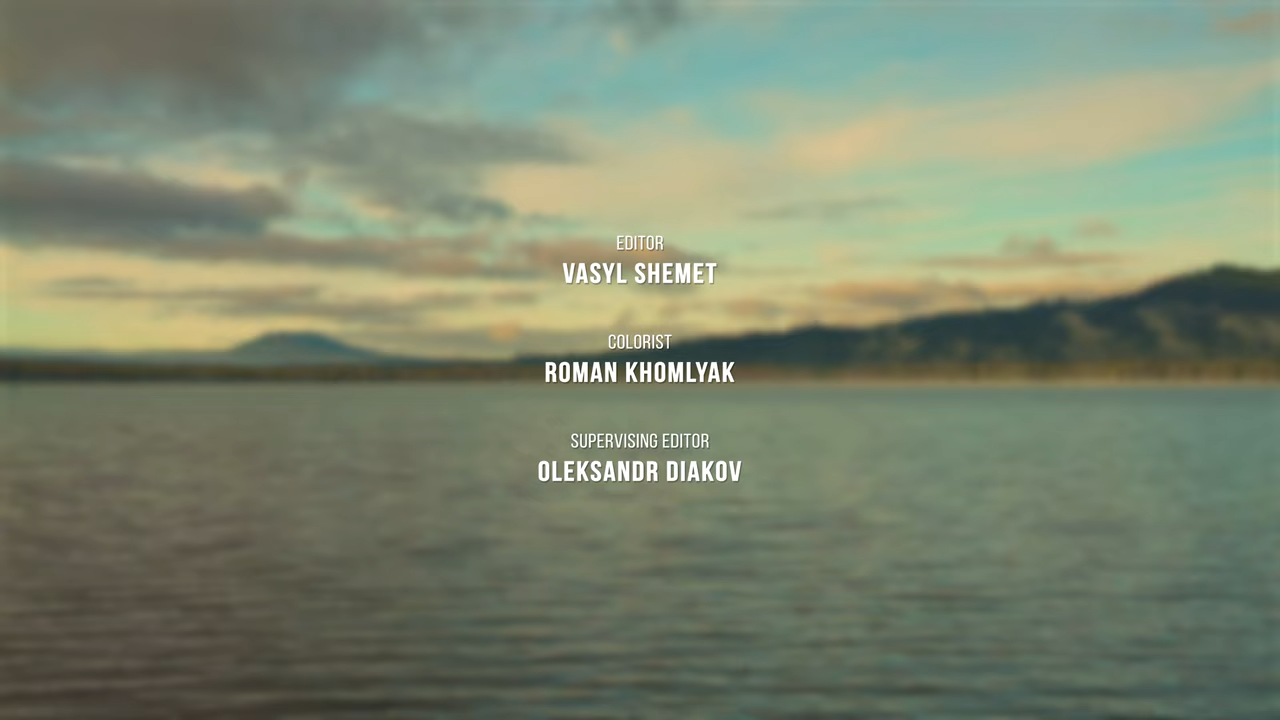 EDITOR
VASYL SHEMET
COLORIST
ROMAN KHOMLYAK
SUPERVISING EDITOR
OLEKSANDR DIAKOV